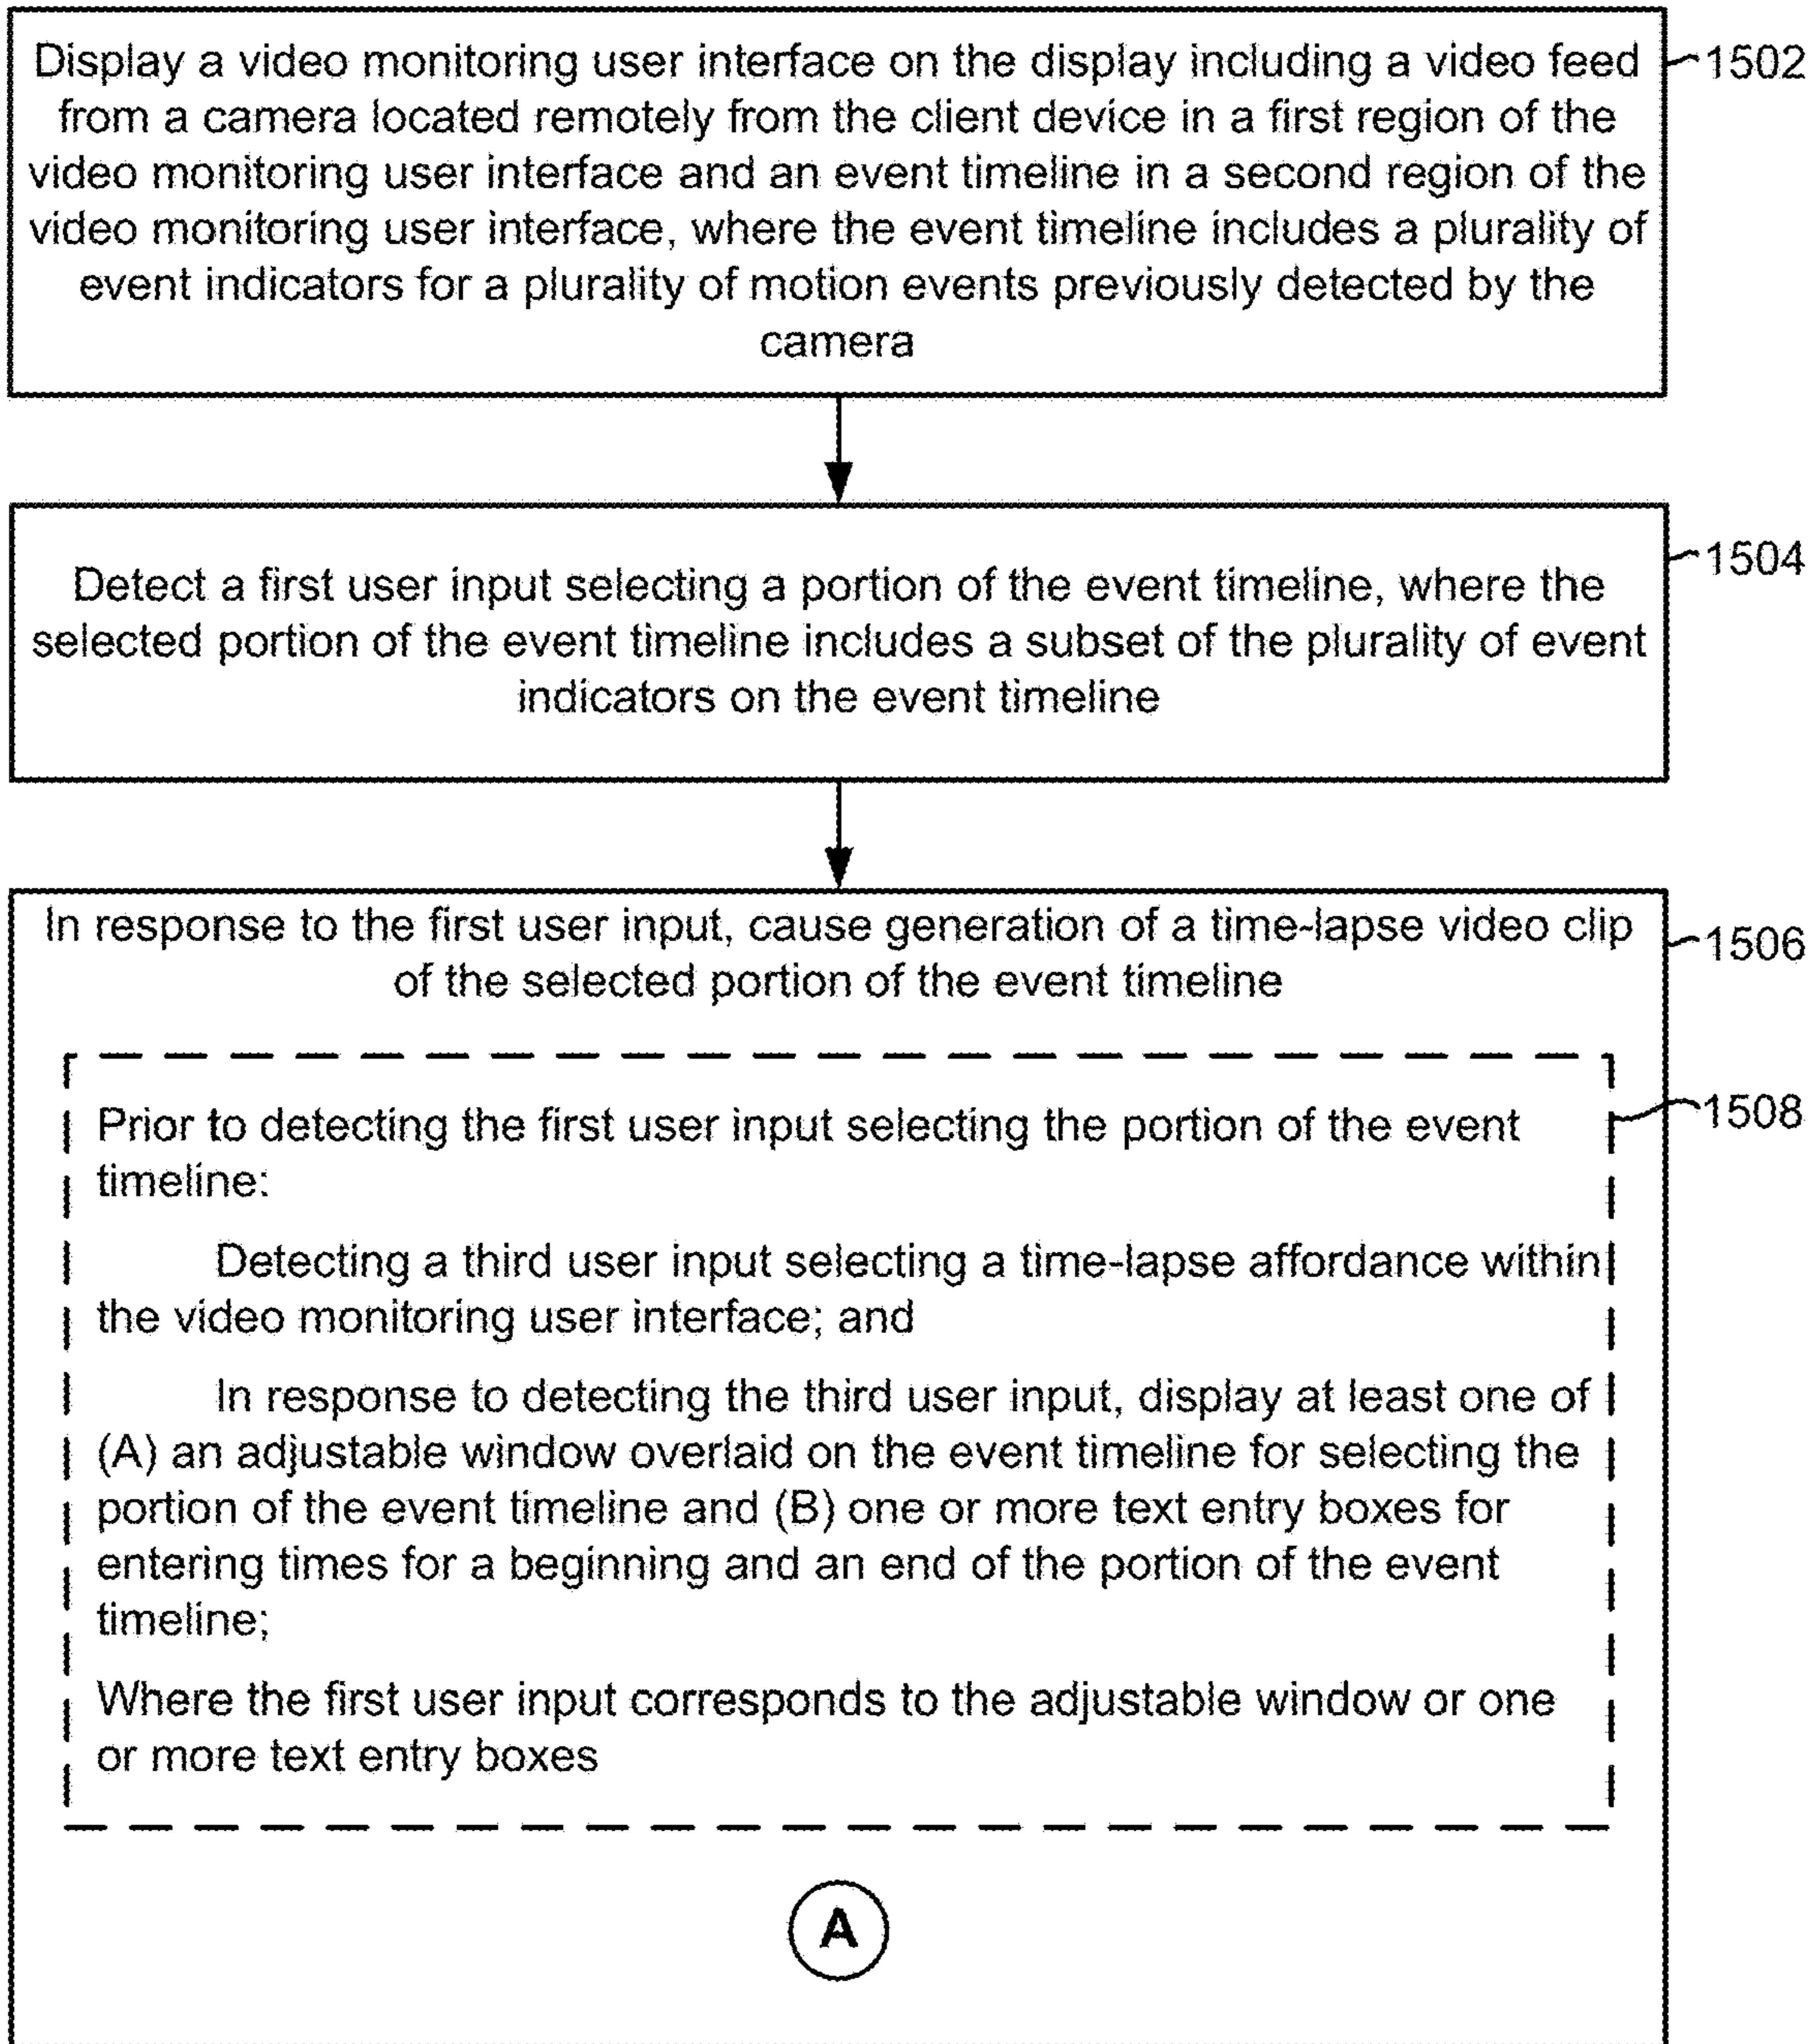 Display a video monitoring user interface on the display including a video feed
from a camera located remotely from the client device in a first region of the
video monitoring user interface and an event timeline in a second region of the
video monitoring user interface, where the event timeline includes a plurality of
event indicators for a plurality of motion events previously detected by the
camera
1502
Detect a first user input selecting a portion of the event timeline, where the
selected portion of the event timeline includes a subset of the plurality of event
indicators on the event timeline
1504
In response to the first user input, cause generation of a time-lapse video clip
of the selected portion of the event timeline
1506
Prior to detecting the first user input selecting the portion of the event
timeline:
1508
Detecting a third user input selecting a time-lapse affordance within
the video monitoring user interface; and
In response to detecting the third user input, display at least one of
(A) an adjustable window overlaid on the event timeline for selecting the
portion of the event timeline and (B) one or more text entry boxes for
entering times for a beginning and an end of the portion of the event
timeline;
Where the first user input corresponds to the adjustable window or one
or more text entry boxes
A